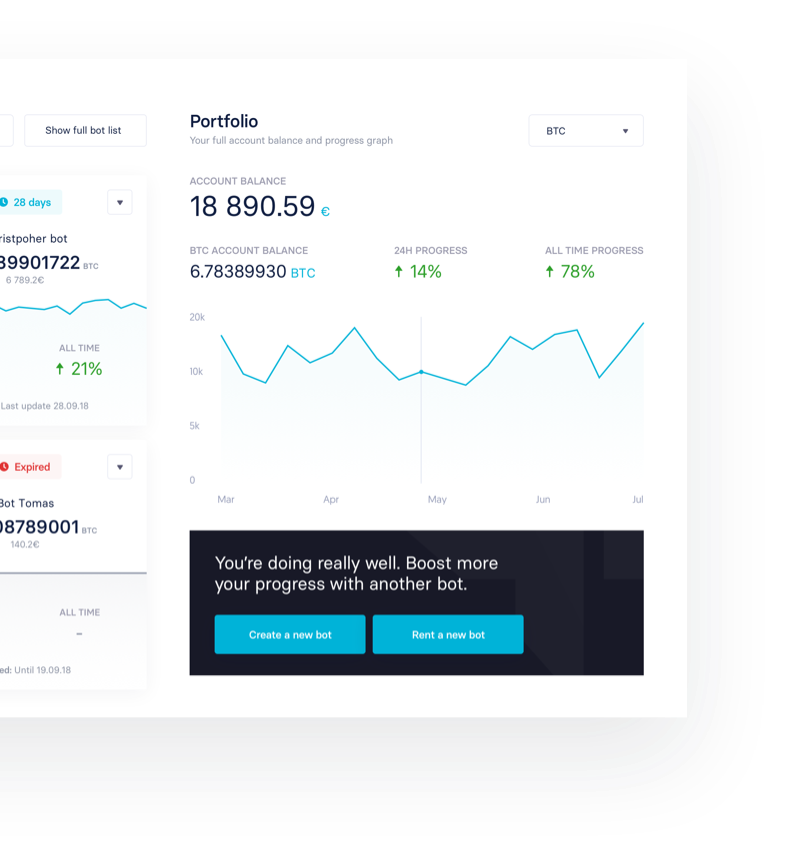 Show full bot list
28 days
bot
39901722 BTC
6 789.2€
ALL TIME
21%
Last update 28.09.18
Expired
Bot Tomas
08789001 BTC
140.2€
ALL TIME
–
Until 19.09.18
Portfolio
Your full account balance and progress graph
BTC
ACCOUNT BALANCE
18 890.59 €
BTC ACCOUNT BALANCE
6.78389930 BTC
24H PROGRESS
14%
ALL TIME PROGRESS
78%
20k
10k
5k
0
Mar Apr May Jun Jul
You're doing really well. Boost more
your progress with another bot.
Create a new bot
Rent a new bot